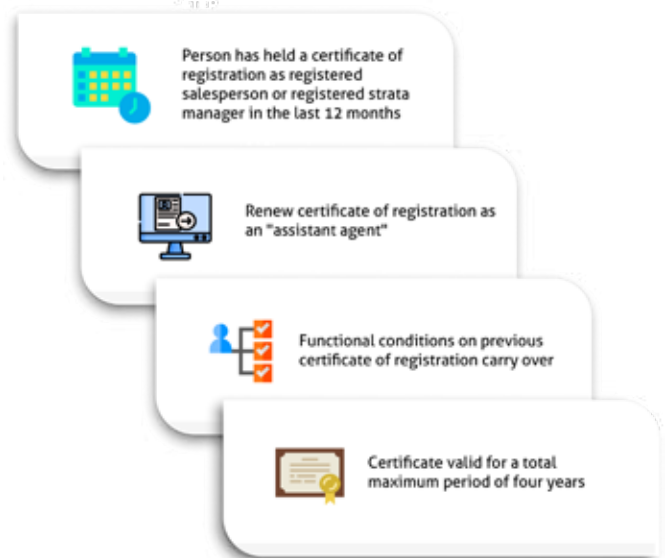 Person has held a certificate of
registration as registered
salesperson or registered strata
manager in the last 12 months
Renew certificate of registration as
an "assistant agent"
Functional conditions on previous
certificate of registration carry over
Certificate valid for a total
maximum period of four years